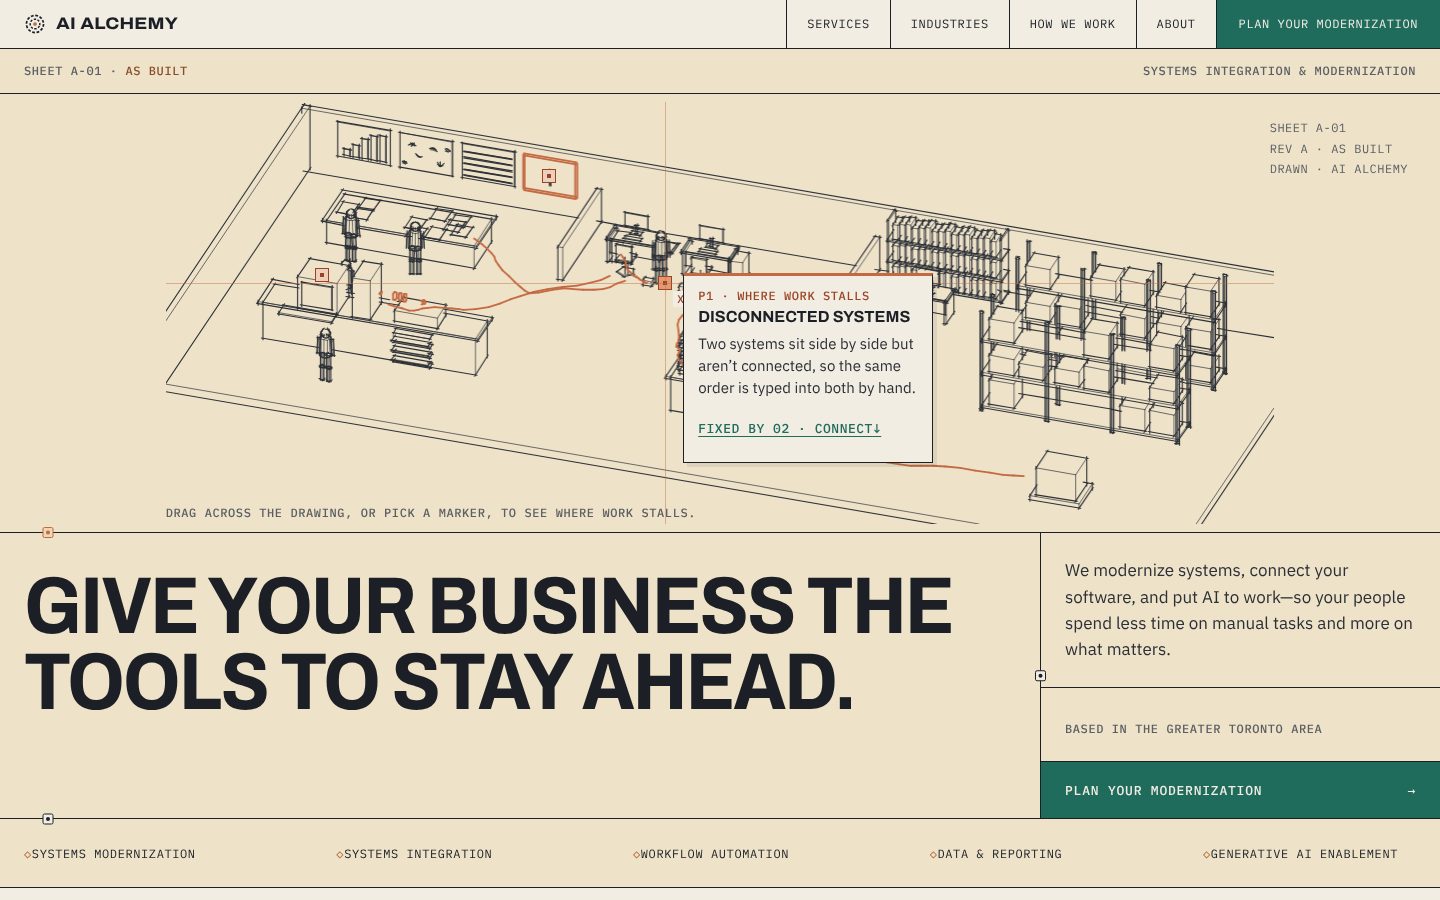 AI ALCHEMY
SERVICES
INDUSTRIES
HOW WE WORK
ABOUT
PLAN YOUR MODERNIZATION
SHEET A-01 · AS BUILT
SYSTEMS INTEGRATION & MODERNIZATION
SHEET A-01
REV A · AS BUILT
DRAWN · AI ALCHEMY
P1 · WHERE WORK STALLS
DISCONNECTED SYSTEMS
Two systems sit side by side but
aren’t connected, so the same
order is typed into both by hand.
FIXED BY 02 · CONNECT↓
DRAG ACROSS THE DRAWING, OR PICK A MARKER, TO SEE WHERE WORK STALLS.
GIVE YOUR BUSINESS THE
TOOLS TO STAY AHEAD.
We modernize systems, connect your
software, and put AI to work—so your people
spend less time on manual tasks and more on
what matters.
BASED IN THE GREATER TORONTO AREA
PLAN YOUR MODERNIZATION →
◇SYSTEMS MODERNIZATION
◇SYSTEMS INTEGRATION
◇WORKFLOW AUTOMATION
◇DATA & REPORTING
◇GENERATIVE AI ENABLEMENT